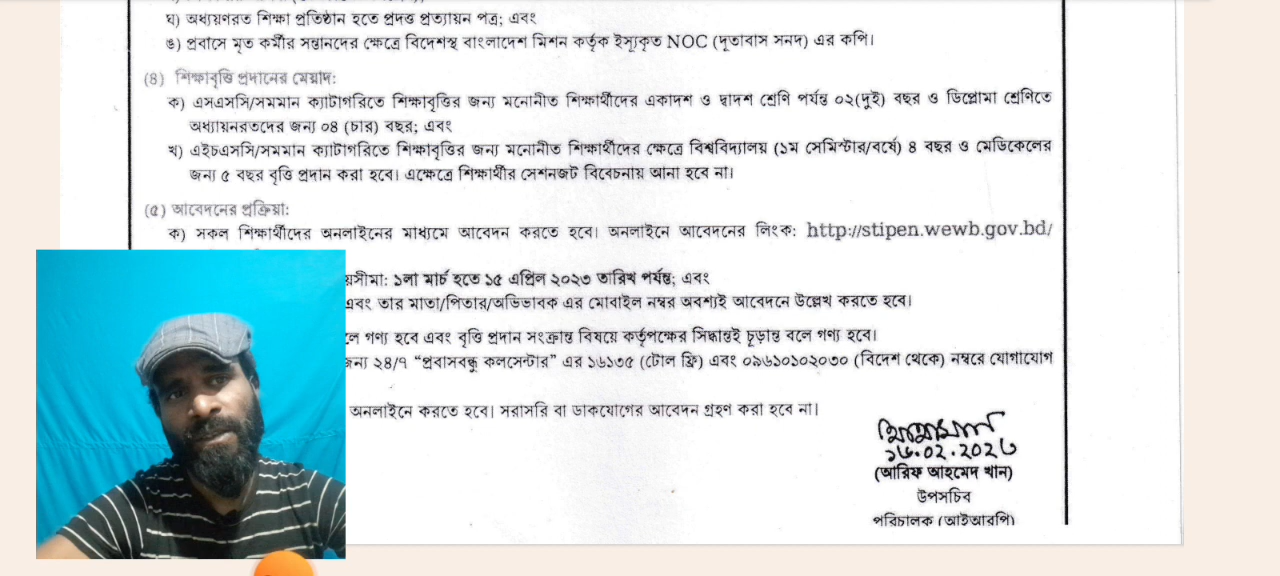 ঘ) অধ্যয়ণরত শিক্ষা প্রতিষ্ঠান হতে প্রদত্ত প্রত্যায়ন পত্র; এবং
ঙ) প্রবাসে মৃত কর্মীর সন্তানদের ক্ষেত্রে বিদেশস্থ বাংলাদেশ মিশন কর্তৃক ইস্যুকৃত NOC (দূতাবাস সনদ) এর কপি।
(৪) শিক্ষাবৃত্তি প্রদানের মেয়াদ:
ক) এসএসসি/সমমান ক্যাটাগরিতে শিক্ষাবৃত্তির জন্য মনোনীত শিক্ষার্থীদের একাদশ ও দ্বাদশ শ্রেণি পর্যন্ত ০২(দুই) বছর ও ডিপ্লোমা শ্রেণিতে
অধ্যায়নরতদের জন্য ০৪ (চার) বছর; এবং
খ) এইচএসসি/সমমান ক্যাটাগরিতে শিক্ষাবৃত্তির জন্য মনোনীত শিক্ষার্থীদের ক্ষেত্রে বিশ্ববিদ্যালয় (১ম সেমিস্টার/বর্ষে) ৪ বছর ও মেডিকেলের
জন্য ৫ বছর বৃত্তি প্রদান করা হবে। এক্ষেত্রে শিক্ষার্থীর সেশনজট বিবেচনায় আনা হবে না।
(৫) আবেদনের প্রক্রিয়া:
ক) সকল শিক্ষার্থীদের অনলাইনের মাধ্যমে আবেদন করতে হবে। অনলাইনে আবেদনের লিংক: http://stipen.wewb.gov.bd/
য়সীমা: ১লা মার্চ হতে ১৫ এপ্রিল ২০২৩ তারিখ পর্যন্ত; এবং
এবং তার মাতা/পিতার/অভিভাবক এর মোবাইল নম্বর অবশ্যই আবেদনে উল্লেখ করতে হবে।
লে গণ্য হবে এবং বৃত্তি প্রদান সংক্রান্ত বিষয়ে কর্তৃপক্ষের সিদ্ধান্তই চূড়ান্ত বলে গণ্য হবে।
জন্য ২৪/৭ “প্রবাসবন্ধু কলসেন্টার” এর ১৬১৩৫ (টোল ফ্রি) এবং ০৯৬১০১০২০৩০ (বিদেশ থেকে) নম্বরে যোগাযোগ
অনলাইনে করতে হবে। সরাসরি বা ডাকযোগের আবেদন গ্রহণ করা হবে না।
১৬.০২.২০২৩
(আরিফ আহমেদ খান)
উপসচিব
পরিচালক (আইআরপি)